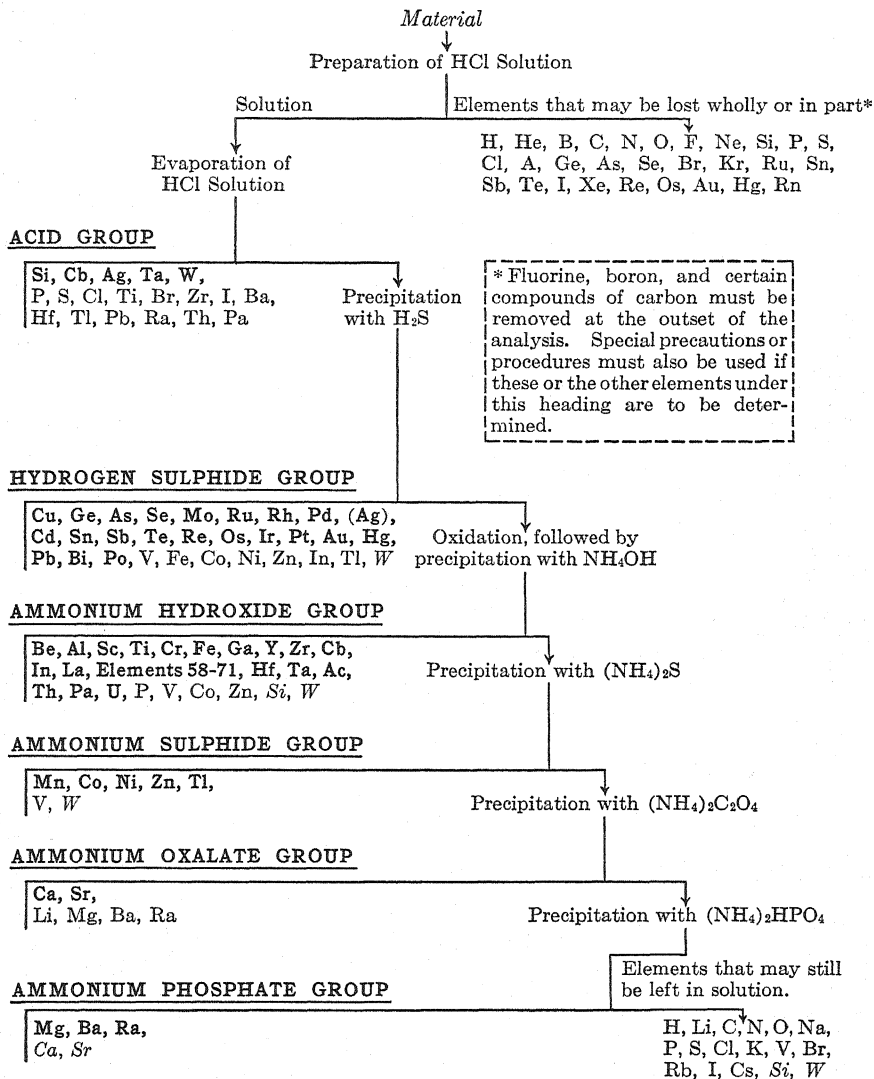 Material
Preparation of HCl Solution
Solution
Elements that may be lost wholly or in part*
H, He, B, C, N, O, F, Ne, Si, P, S,
Cl, A, Ge, As, Se, Br, Kr, Ru, Sn,
Sb, Te, I, Xe, Re, Os, Au, Hg, Rn
Evaporation of
HCl Solution
ACID GROUP
Si, Cb, Ag, Ta, W,
P, S, Cl, Ti, Br, Zr, I, Ba,
Hf, Tl, Pb, Ra, Th, Pa
Precipitation
with H₂S
* Fluorine, boron, and certain
compounds of carbon must be
removed at the outset of the
analysis. Special precautions or
procedures must also be used if
these or the other elements under
this heading are to be deter-
mined.
HYDROGEN SULPHIDE GROUP
Cu, Ge, As, Se, Mo, Ru, Rh, Pd, (Ag),
Cd, Sn, Sb, Te, Re, Os, Ir, Pt, Au, Hg,
Pb, Bi, Po, V, Fe, Co, Ni, Zn, In, Tl, W
Oxidation, followed by
precipitation with NH₄OH
AMMONIUM HYDROXIDE GROUP
Be, Al, Sc, Ti, Cr, Fe, Ga, Y, Zr, Cb,
In, La, Elements 58-71, Hf, Ta, Ac,
Th, Pa, U, P, V, Co, Zn, Si, W
Precipitation with (NH₄)₂S
AMMONIUM SULPHIDE GROUP
Mn, Co, Ni, Zn, Tl,
V, W
Precipitation with (NH₄)₂C₂O₄
AMMONIUM OXALATE GROUP
Ca, Sr,
Li, Mg, Ba, Ra
Precipitation with (NH₄)₂HPO₄
Elements that may still
be left in solution.
AMMONIUM PHOSPHATE GROUP
Mg, Ba, Ra,
Ca, Sr
H, Li, C, N, O, Na,
P, S, Cl, K, V, Br,
Rb, I, Cs, Si, W